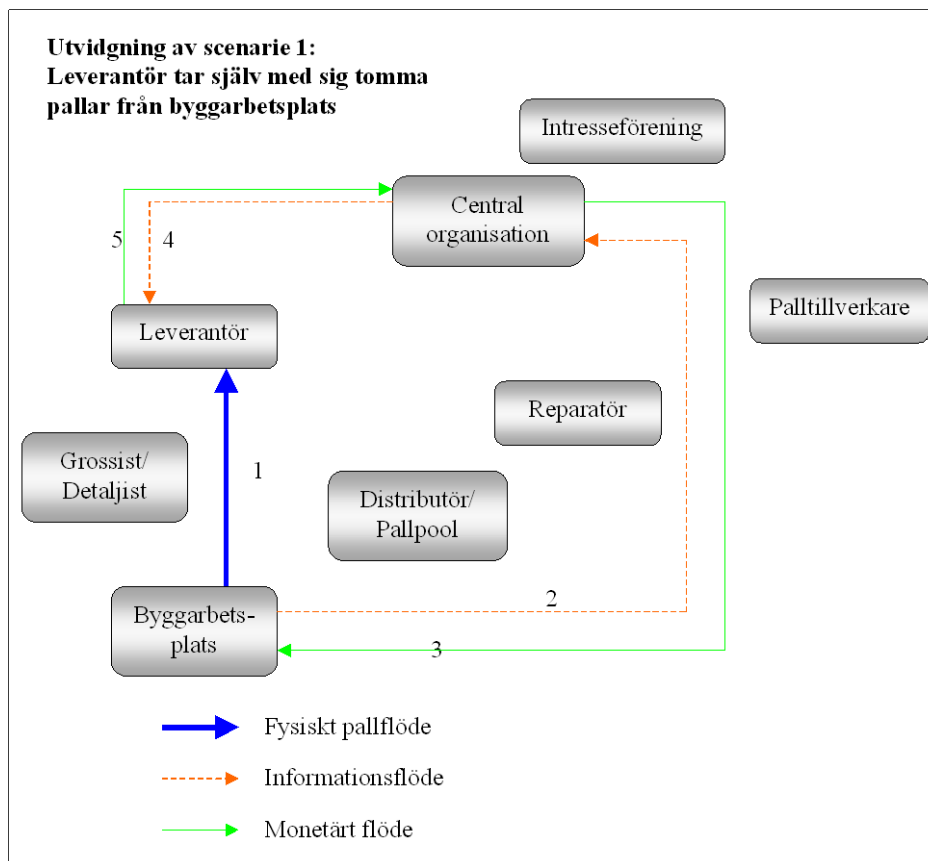 Utvidgning av scenarie 1:
Leverantör tar själv med sig tomma
pallar från byggarbetsplats
Intresseförening
Central
organisation
5
4
Leverantör
Palltillverkare
Reparatör
Grossist/
Detaljist
1
Distributör/
Pallpool
Byggarbets-
plats
2
3
Fysiskt pallflöde
Informationsflöde
Monetärt flöde